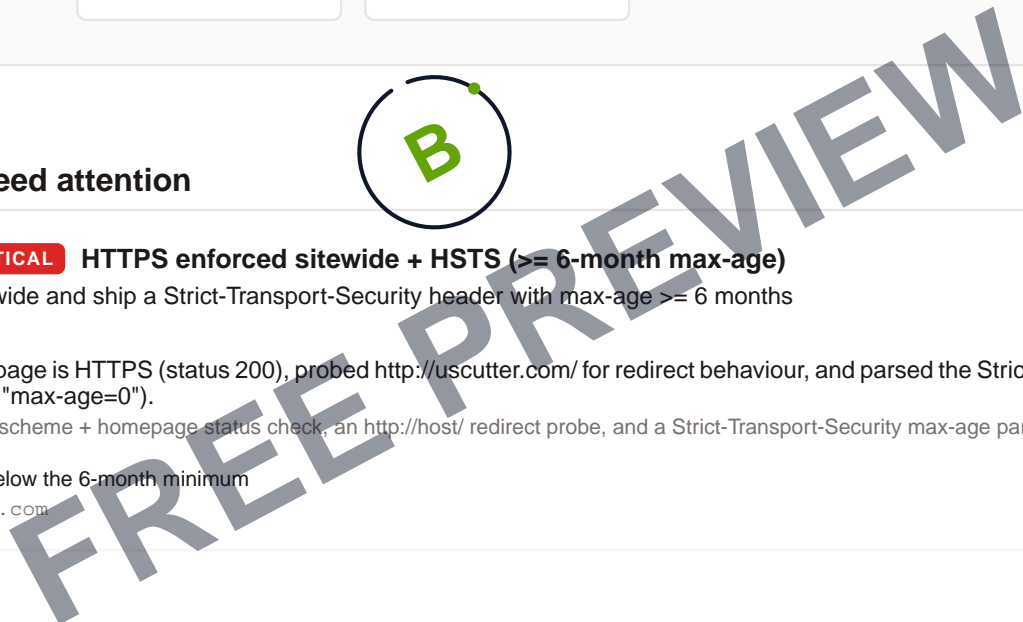 B
eed attention
TICAL HTTPS enforced sitewide + HSTS (>= 6-month max-age)
wide and ship a Strict-Transport-Security header with max-age >= 6 months
page is HTTPS (status 200), probed http://uscutter.com/ for redirect behaviour, and parsed the Stric
"max-age=0").
scheme + homepage status check, an http://host/ redirect probe, and a Strict-Transport-Security max-age par
elow the 6-month minimum
.com
FREE PREVIEW